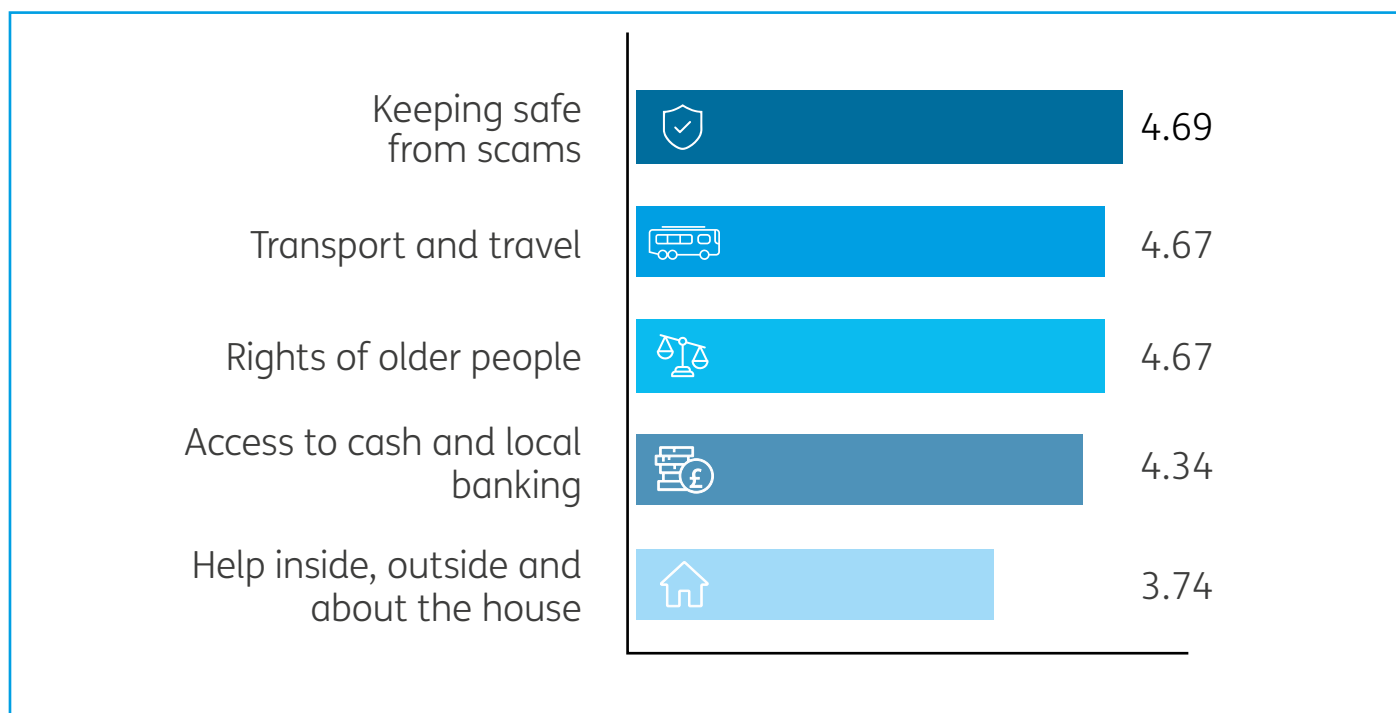 Keeping safe
from scams
4.69
Transport and travel
4.67
Rights of older people
4.67
Access to cash and local
banking
£
4.34
Help inside, outside and
about the house
3.74